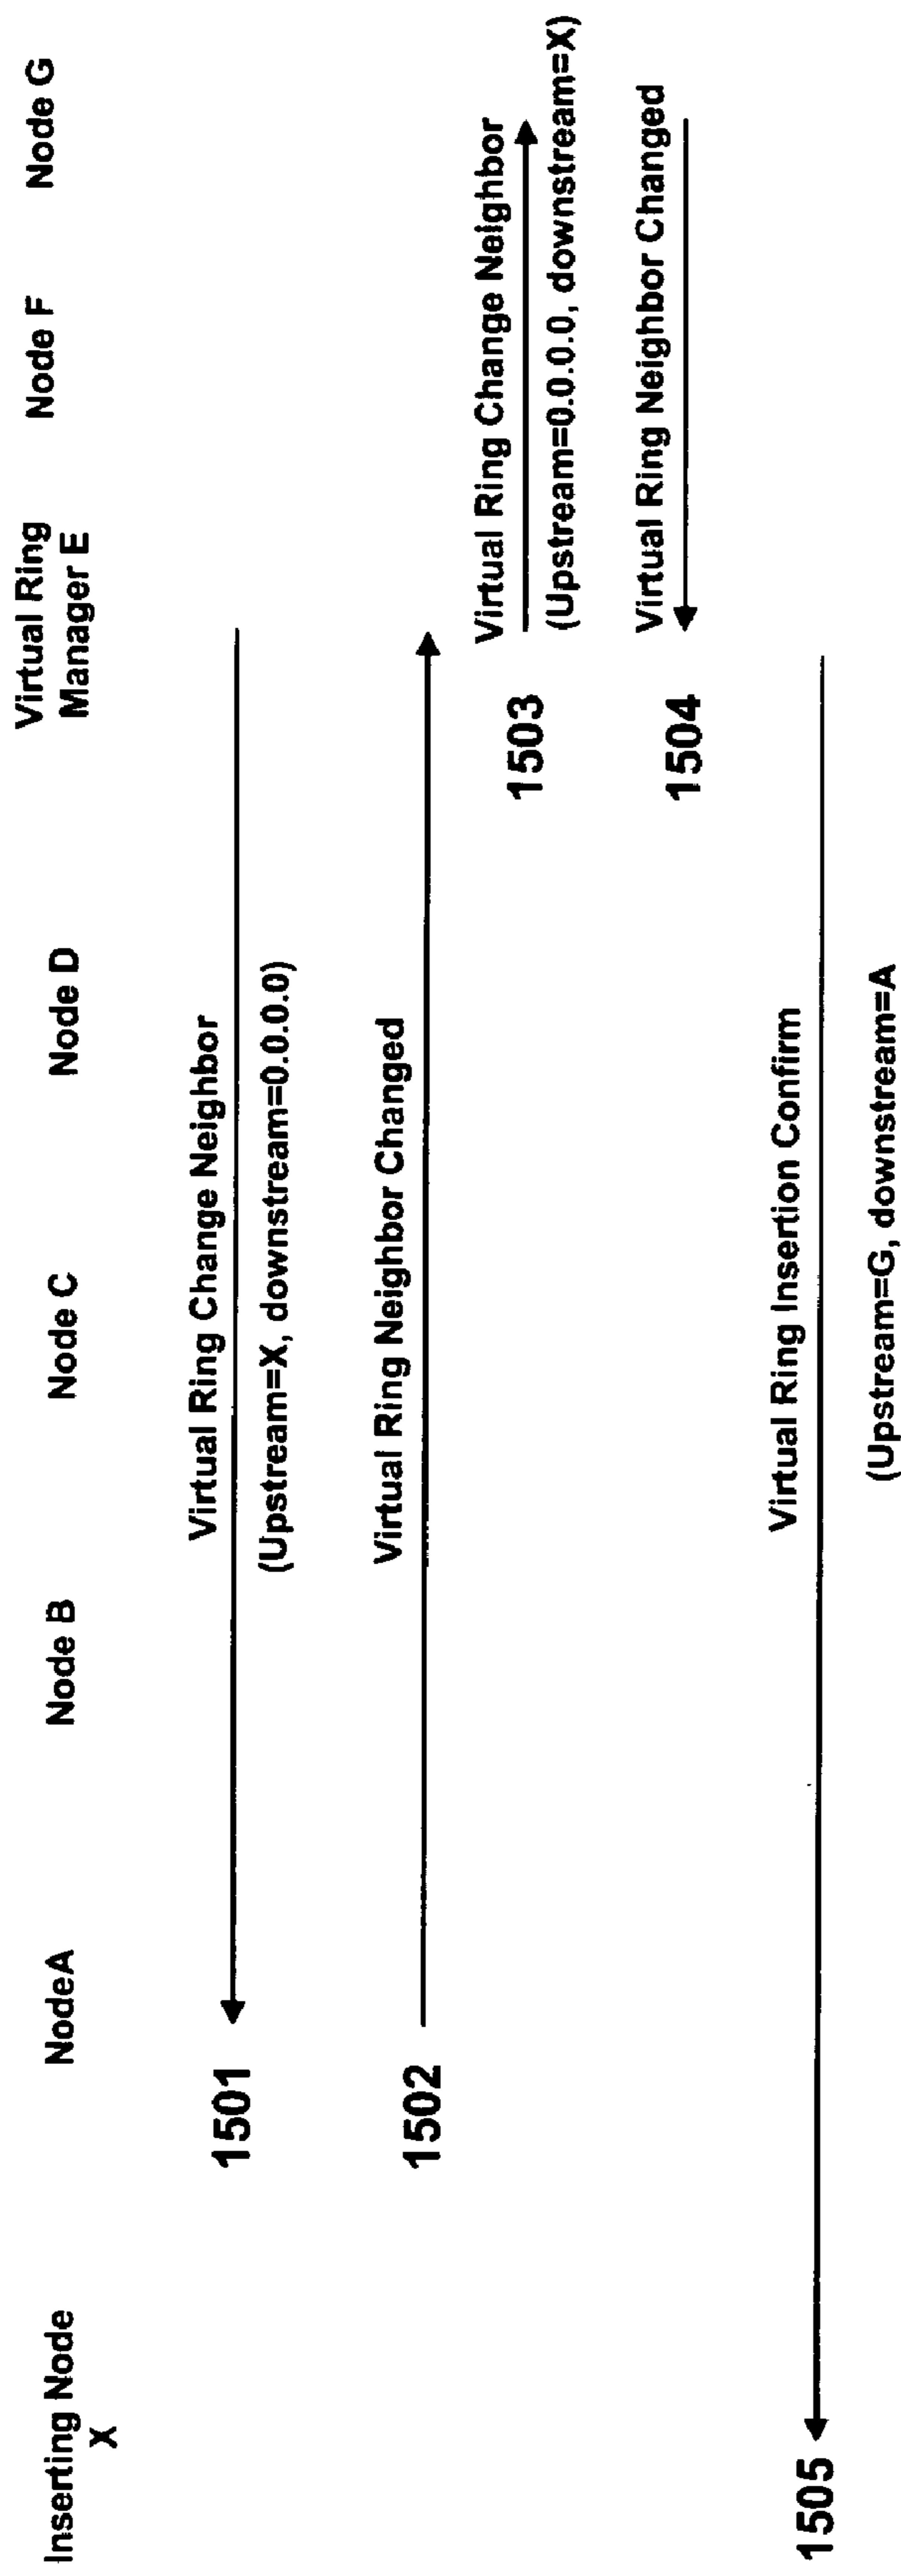 Inserting Node
X
NodeA
Node B
Node C
Node D
Virtual Ring
Manager E
Node F
Node G
1501
Virtual Ring Change Neighbor
(Upstream=X, downstream=0.0.0.0)
1502
Virtual Ring Neighbor Changed
1503
Virtual Ring Change Neighbor
(Upstream=0.0.0.0, downstream=X)
1504
Virtual Ring Neighbor Changed
1505
Virtual Ring Insertion Confirm
(Upstream=G, downstream=A